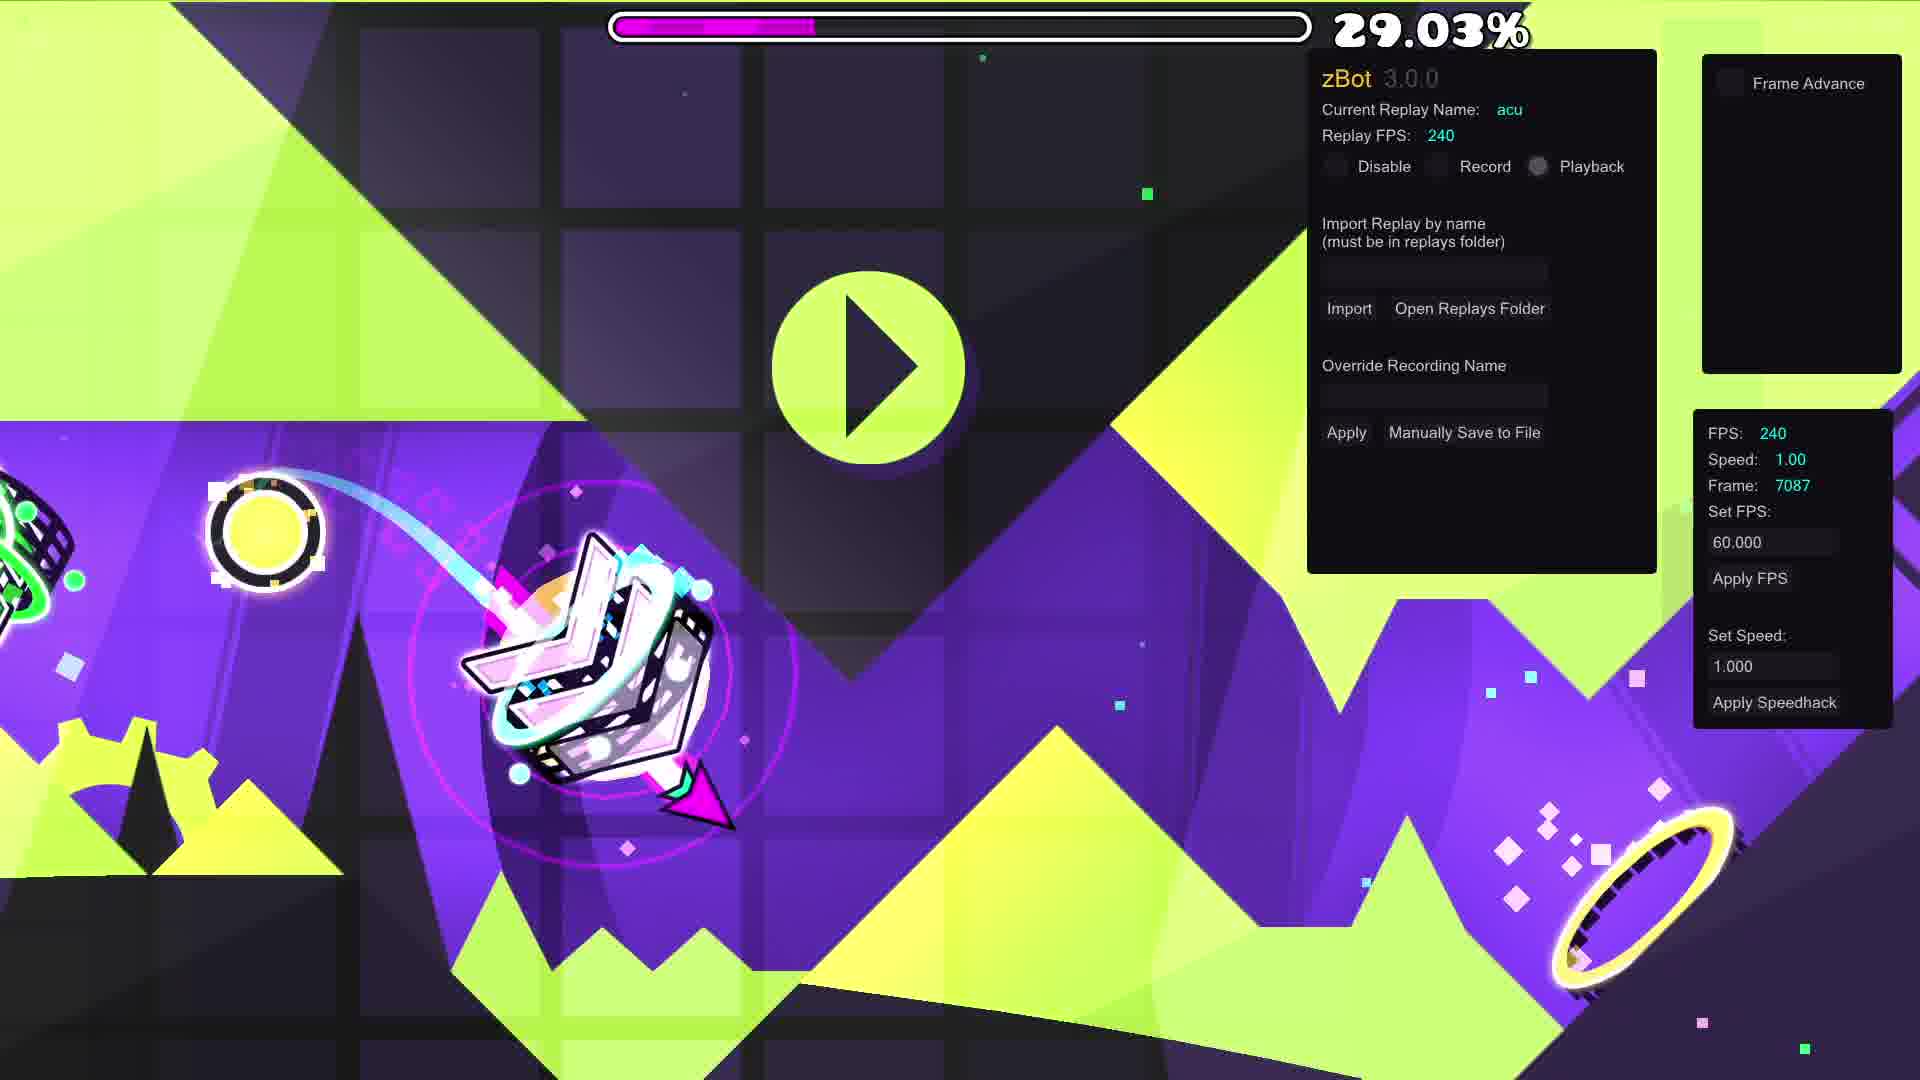 29.03%
zBot 3.0.0
Current Replay Name: acu
Replay FPS: 240
Disable Record Playback
Import Replay by name
(must be in replays folder)
Import Open Replays Folder
Override Recording Name
Apply Manually Save to File
Frame Advance
FPS: 240
Speed: 1.00
Frame: 7087
Set FPS:
60.000
Apply FPS
Set Speed:
1.000
Apply Speedhack